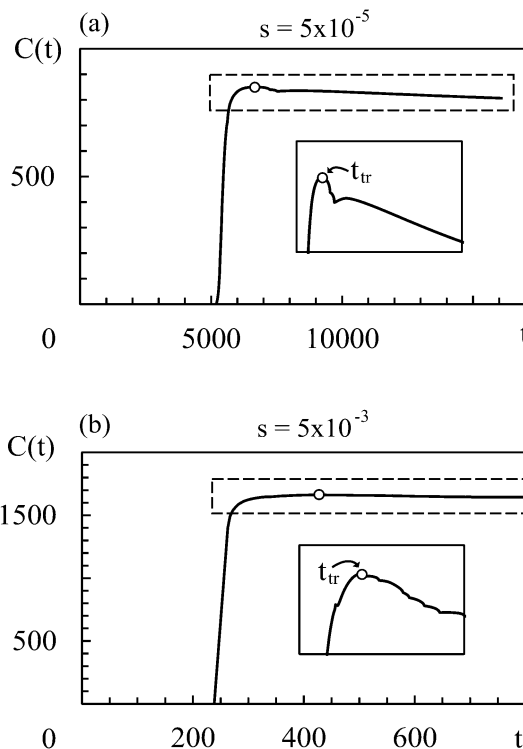 (a)
s = 5x10⁻⁵
C(t)
500
t_tr
0
5000
10000
t
(b)
s = 5x10⁻³
C(t)
1500
t_tr
500
0
200
400
600
t